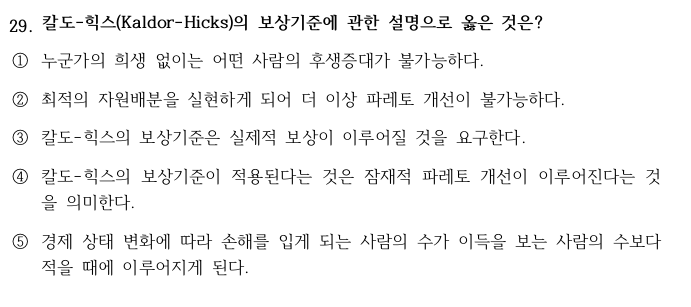 29. 칼도-힉스(Kaldor-Hicks)의 보상기준에 관한 설명으로 옳은 것은?
① 누군가의 희생 없이는 어떤 사람의 후생증대가 불가능하다.
② 최적의 자원배분을 실현하게 되어 더 이상 파레토 개선이 불가능하다.
③ 칼도-힉스의 보상기준은 실제적 보상이 이루어질 것을 요구한다.
④ 칼도-힉스의 보상기준이 적용된다는 것은 잠재적 파레토 개선이 이루어진다는 것
을 의미한다.
⑤ 경제 상태 변화에 따라 손해를 입게 되는 사람의 수가 이득을 보는 사람의 수보다
적을 때에 이루어지게 된다.